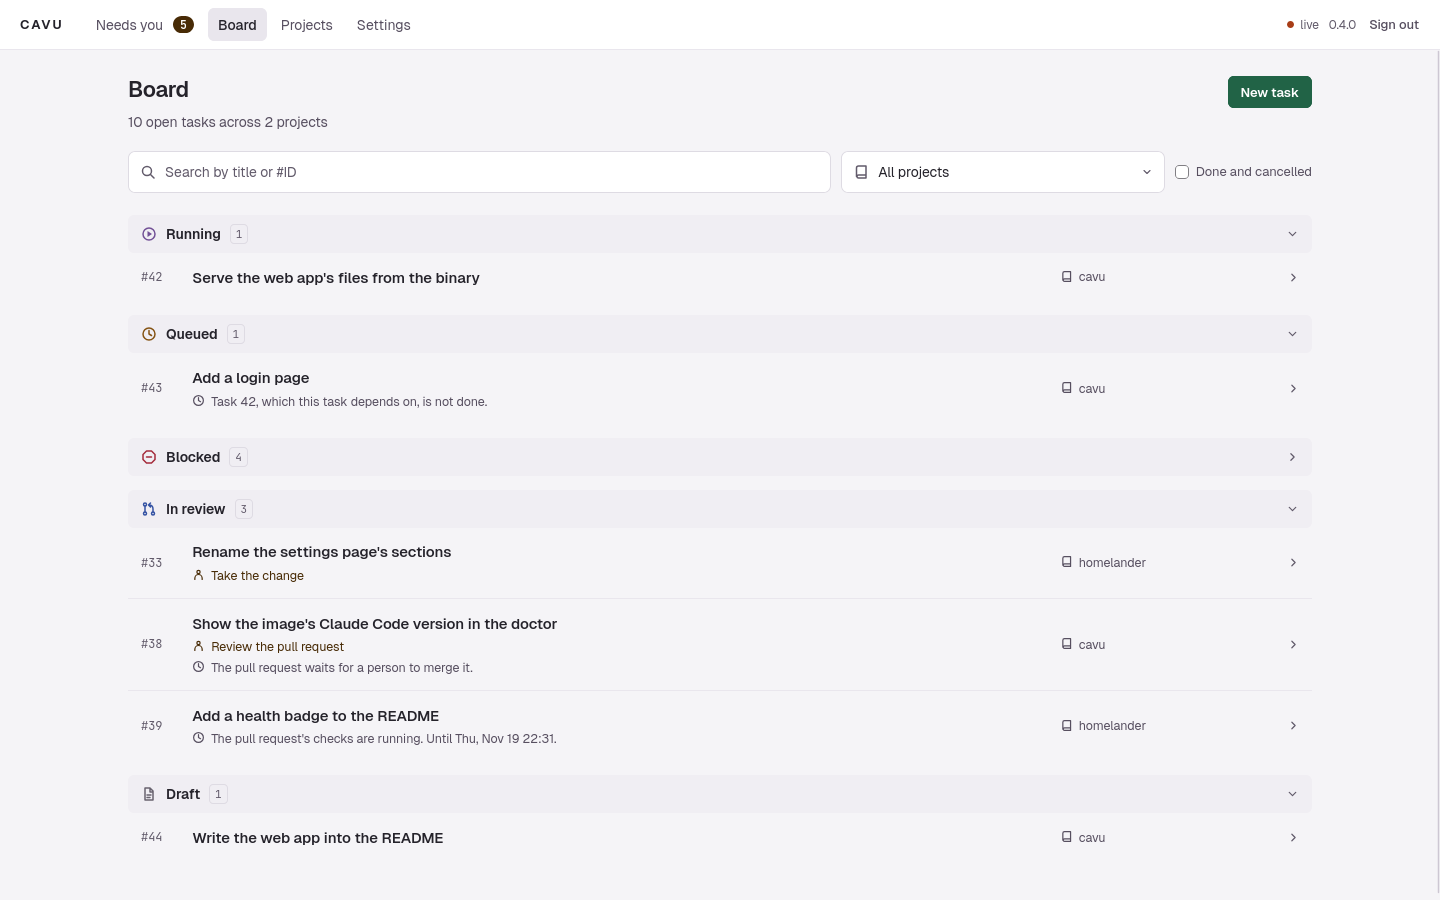 CAVU Needs you 5 Board Projects Settings live 0.4.0 Sign out
Board
New task
10 open tasks across 2 projects
Search by title or #ID All projects Done and cancelled
Running 1
#42 Serve the web app's files from the binary cavu
Queued 1
#43 Add a login page cavu
Task 42, which this task depends on, is not done.
Blocked 4
In review 3
#33 Rename the settings page's sections homelander
Take the change
#38 Show the image's Claude Code version in the doctor cavu
Review the pull request
The pull request waits for a person to merge it.
#39 Add a health badge to the README homelander
The pull request's checks are running. Until Thu, Nov 19 22:31.
Draft 1
#44 Write the web app into the README cavu